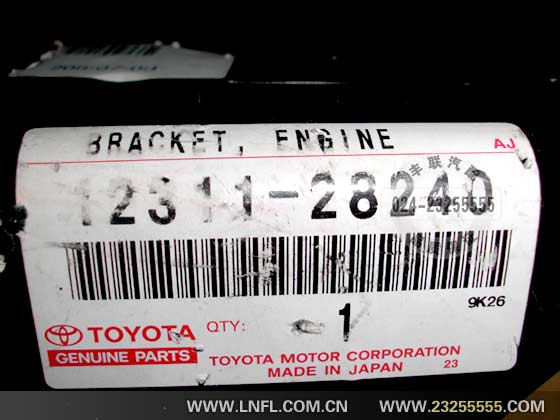 BRACKET, ENGINE
AJ
12311-28240
丰联汽配
024-23255555
9K26
TOYOTA
GENUINE PARTS
QTY: 1
TOYOTA MOTOR CORPORATION
MADE IN JAPAN 23
WWW.LNFL.COM.CN
WWW.23255555.COM